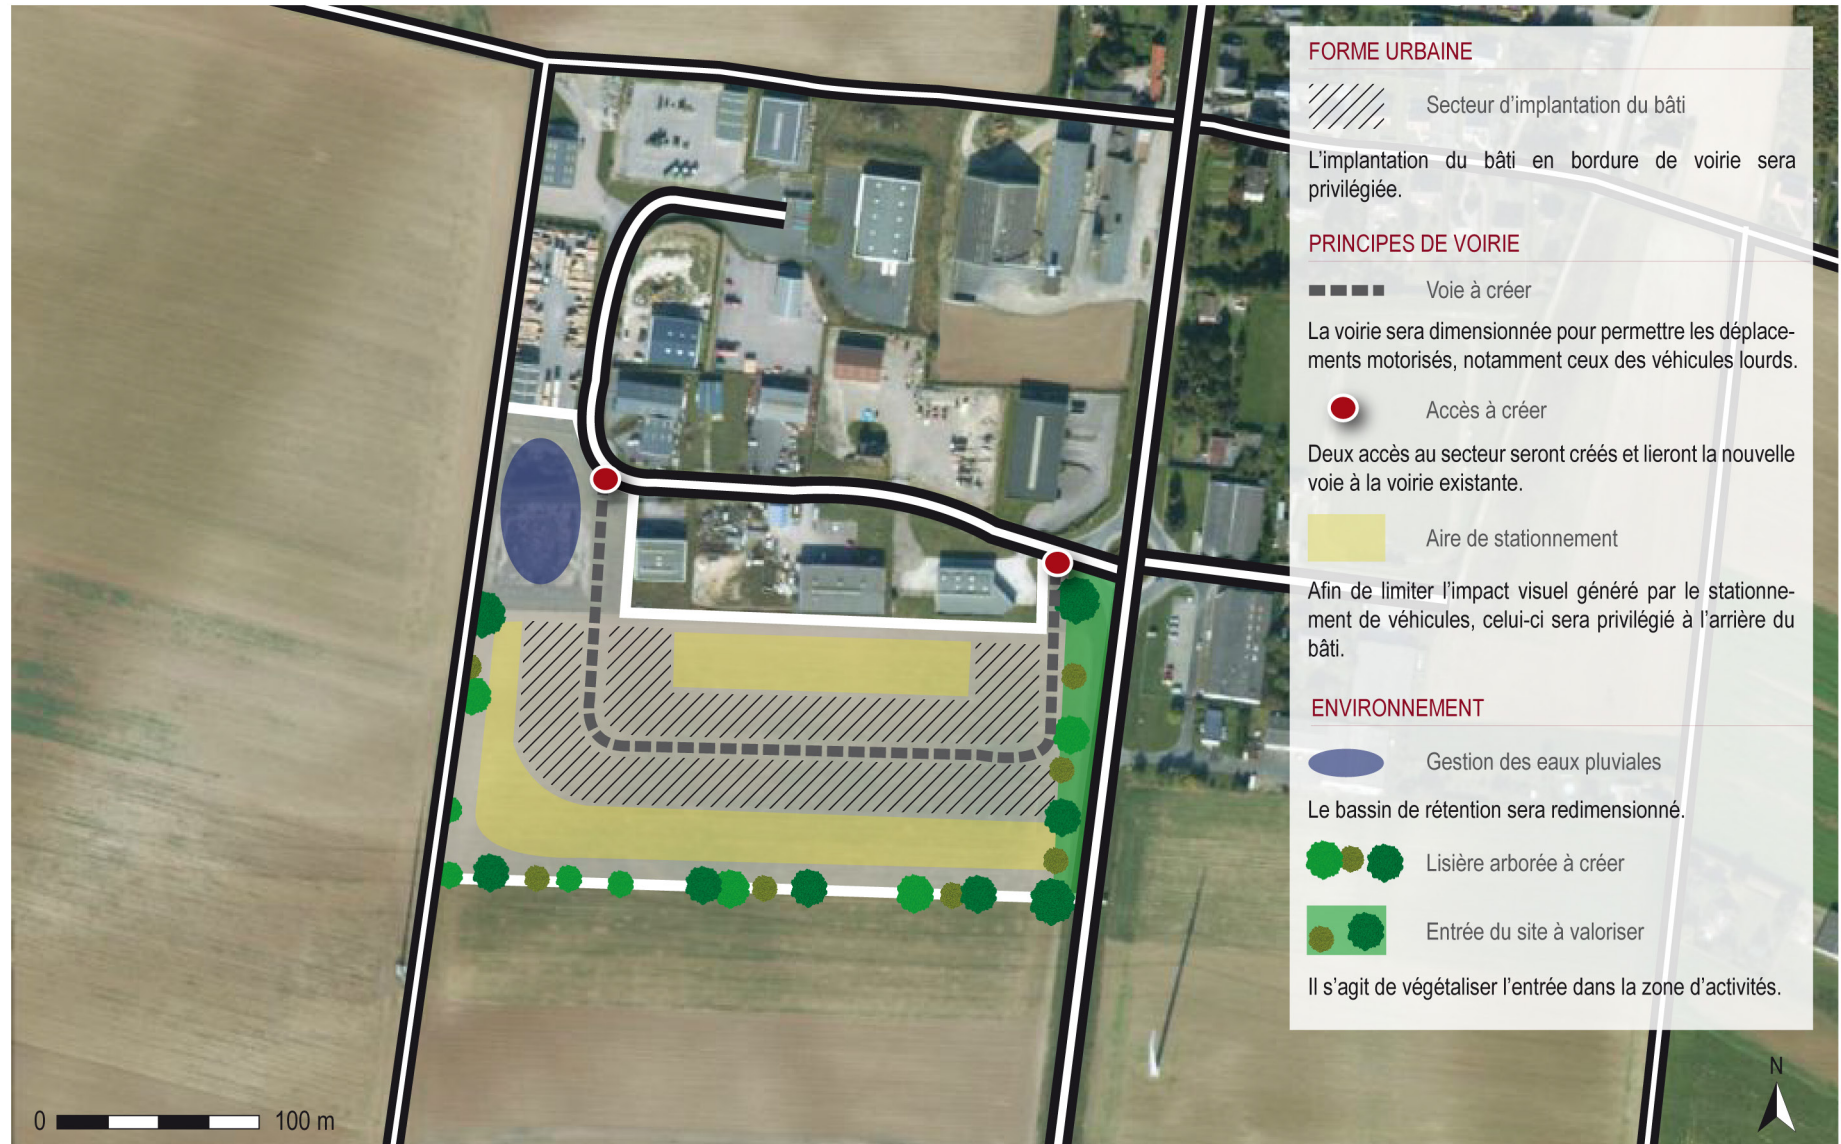 FORME URBAINE
Secteur d'implantation du bâti
L'implantation du bâti en bordure de voirie sera
privilégiée.
PRINCIPES DE VOIRIE
Voie à créer
La voirie sera dimensionnée pour permettre les déplace-
ments motorisés, notamment ceux des véhicules lourds.
Accès à créer
Deux accès au secteur seront créés et lieront la nouvelle
voie à la voirie existante.
Aire de stationnement
Afin de limiter l'impact visuel généré par le stationne-
ment de véhicules, celui-ci sera privilégié à l'arrière du
bâti.
ENVIRONNEMENT
Gestion des eaux pluviales
Le bassin de rétention sera redimensionné.
Lisière arborée à créer
Entrée du site à valoriser
Il s'agit de végétaliser l'entrée dans la zone d'activités.
N
0 100 m